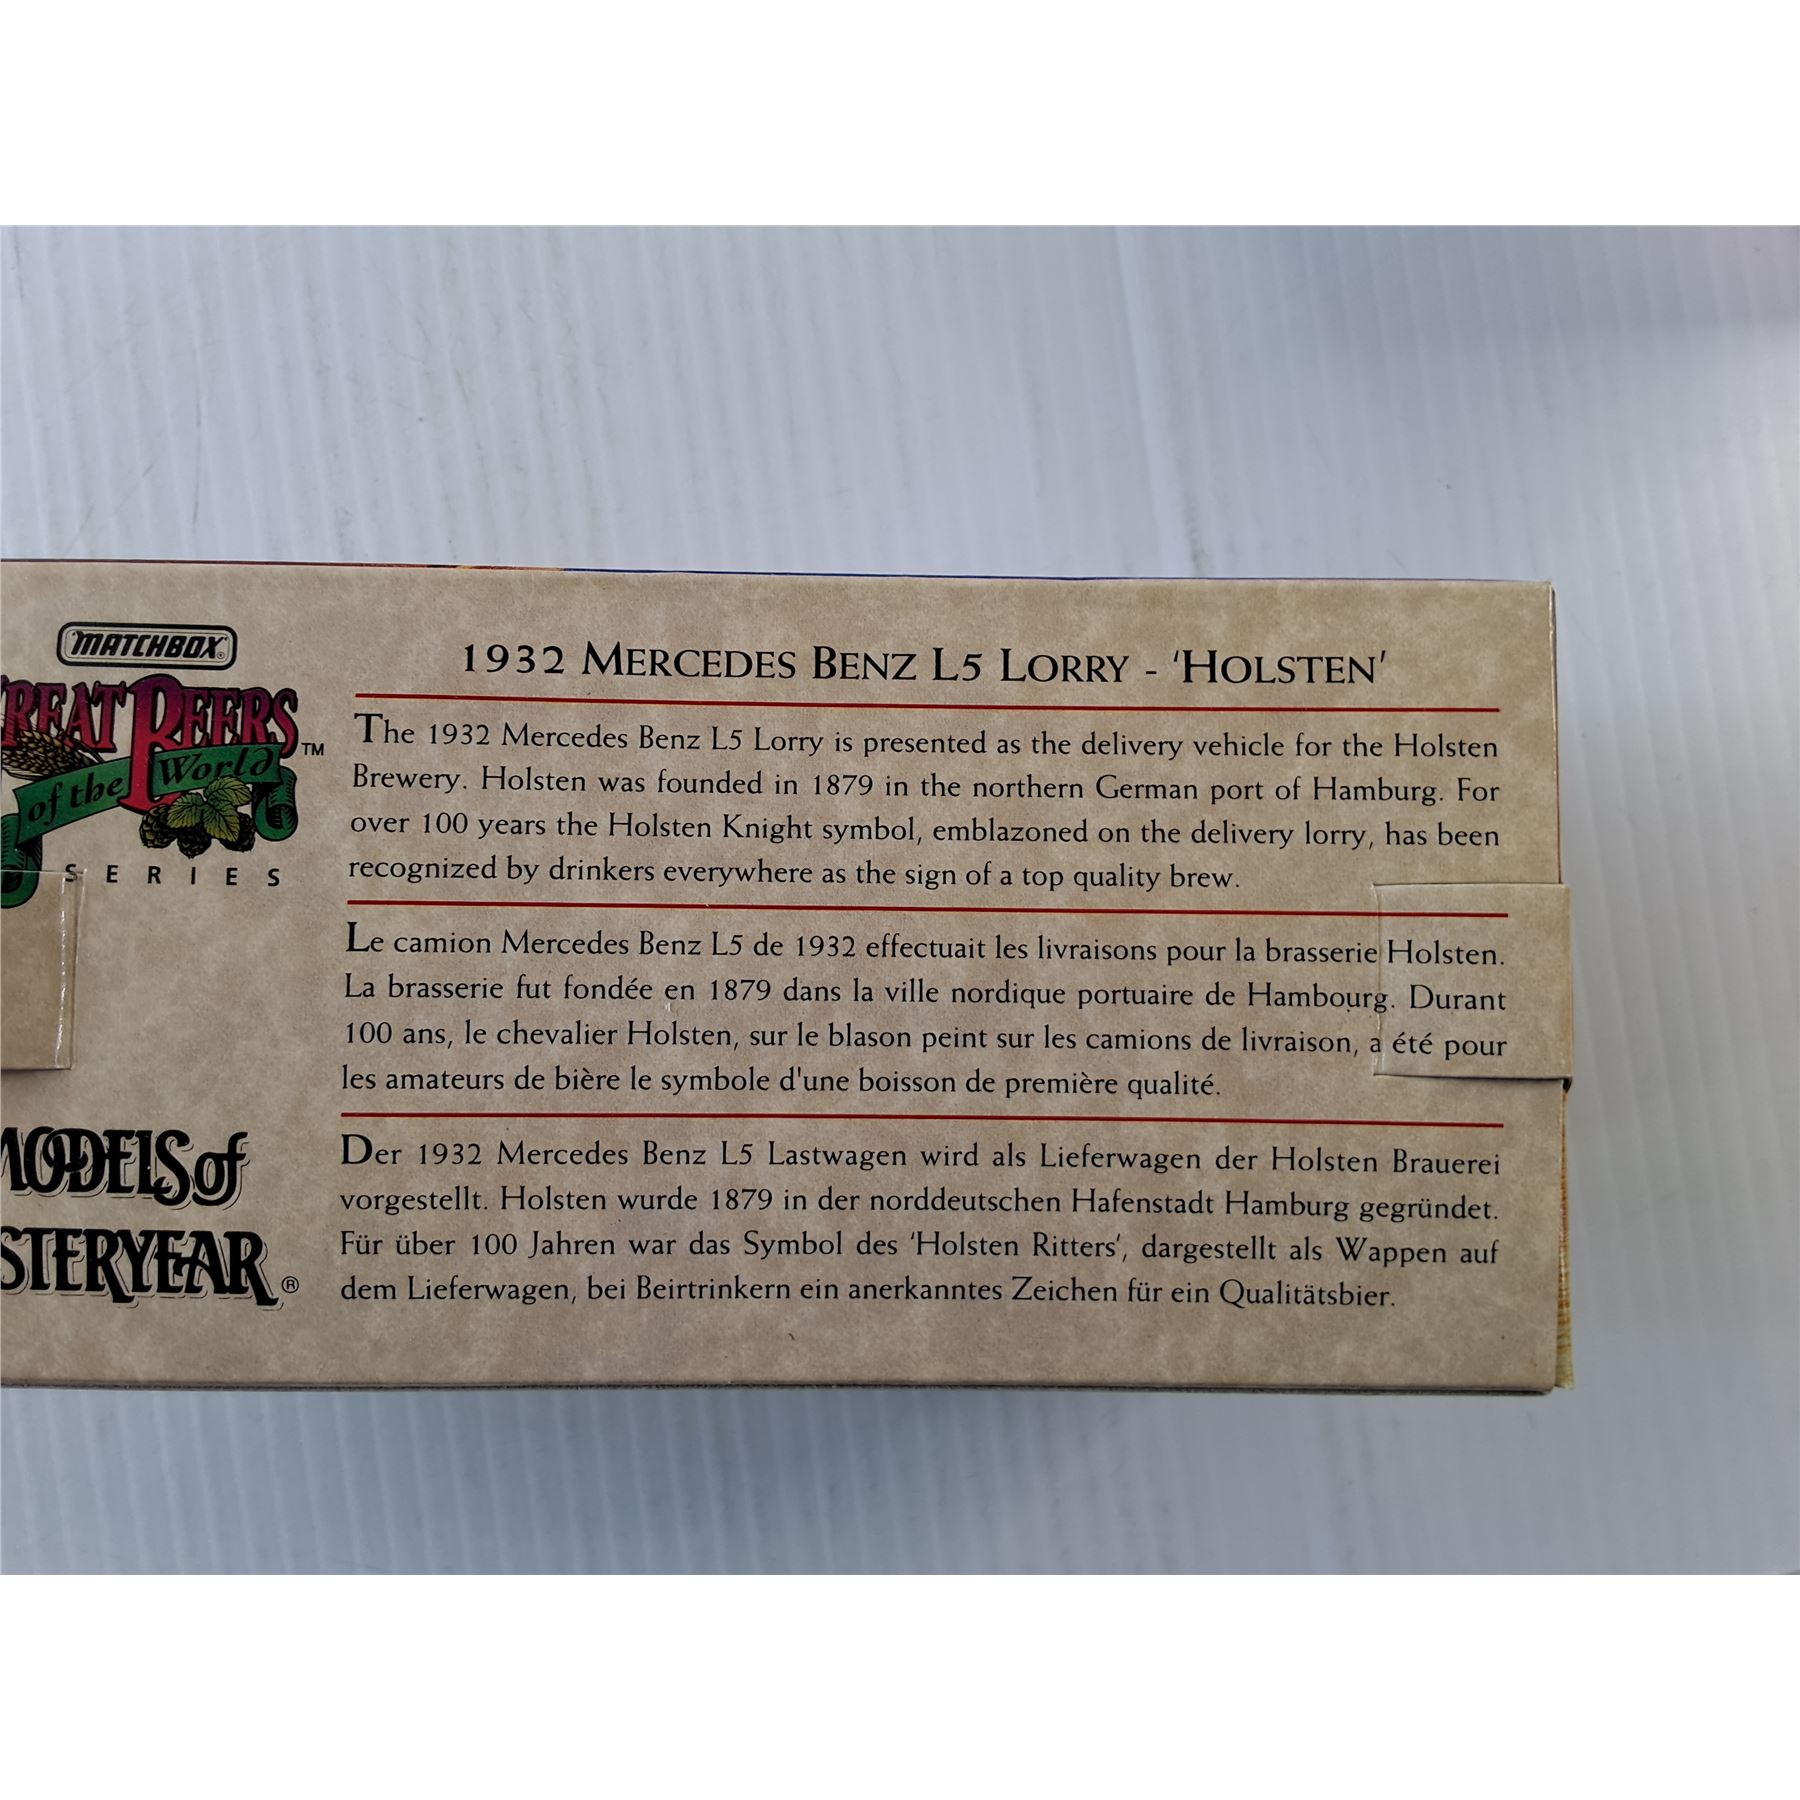 MATCHBOX®
REAT BEERS
of the World ™
SERIES
MODELS of
STERYEAR ®
1932 MERCEDES BENZ L5 LORRY - 'HOLSTEN'
The 1932 Mercedes Benz L5 Lorry is presented as the delivery vehicle for the Holsten
Brewery. Holsten was founded in 1879 in the northern German port of Hamburg. For
over 100 years the Holsten Knight symbol, emblazoned on the delivery lorry, has been
recognized by drinkers everywhere as the sign of a top quality brew.
Le camion Mercedes Benz L5 de 1932 effectuait les livraisons pour la brasserie Holsten.
La brasserie fut fondée en 1879 dans la ville nordique portuaire de Hambourg. Durant
100 ans, le chevalier Holsten, sur le blason peint sur les camions de livraison, a été pour
les amateurs de bière le symbole d'une boisson de première qualité.
Der 1932 Mercedes Benz L5 Lastwagen wird als Lieferwagen der Holsten Brauerei
vorgestellt. Holsten wurde 1879 in der norddeutschen Hafenstadt Hamburg gegründet.
Für über 100 Jahren war das Symbol des 'Holsten Ritters', dargestellt als Wappen auf
dem Lieferwagen, bei Beirtrinkern ein anerkanntes Zeichen für ein Qualitätsbier.